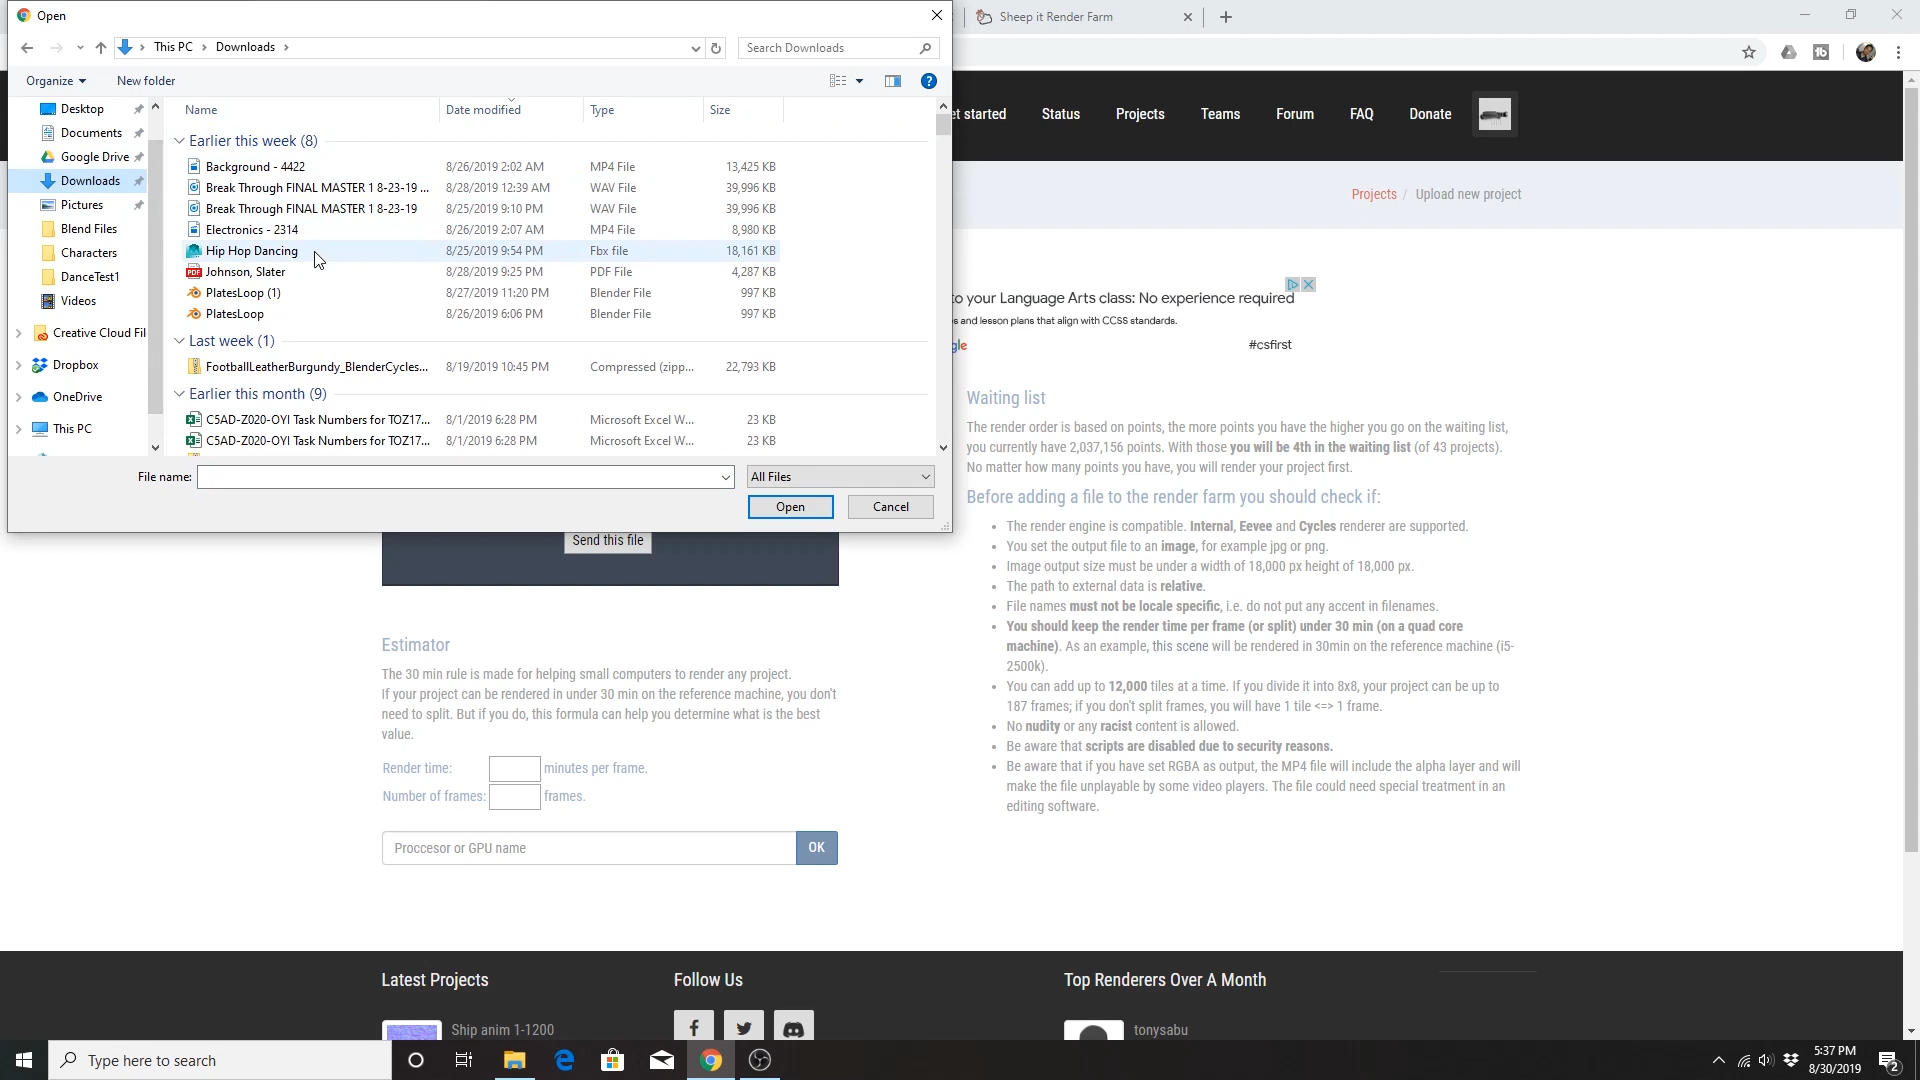 Open
Sheep it Render Farm
This PC
Downloads
Search Downloads
Organize
New folder
Desktop
Documents
Google Drive
Downloads
Pictures
Blend Files
Characters
DanceTest1
Videos
Creative Cloud Fil
Dropbox
OneDrive
This PC
Name Date modified Type Size
Earlier this week (8)
Background - 4422 8/26/2019 2:02 AM MP4 File 13,425 KB
Break Through FINAL MASTER 1 8-23-19 ... 8/28/2019 12:39 AM WAV File 39,996 KB
Break Through FINAL MASTER 1 8-23-19 8/25/2019 9:10 PM WAV File 39,996 KB
Electronics - 2314 8/26/2019 2:07 AM MP4 File 8,980 KB
Hip Hop Dancing 8/25/2019 9:54 PM Fbx file 18,161 KB
Johnson, Slater 8/28/2019 9:25 PM PDF File 4,287 KB
PlatesLoop (1) 8/27/2019 11:20 PM Blender File 997 KB
PlatesLoop 8/26/2019 6:06 PM Blender File 997 KB
Last week (1)
FootballLeatherBurgundy_BlenderCycles... 8/19/2019 10:45 PM Compressed (zipp... 22,793 KB
Earlier this month (9)
C5AD-Z020-OYI Task Numbers for TOZ17... 8/1/2019 6:28 PM Microsoft Excel W... 23 KB
C5AD-Z020-OYI Task Numbers for TOZ17... 8/1/2019 6:28 PM Microsoft Excel W... 23 KB
File name:
All Files
Open
Cancel
et started Status Projects Teams Forum FAQ Donate
Projects / Upload new project
o your Language Arts class: No experience required
s and lesson plans that align with CCSS standards.
gle
#csfirst
Send this file
Estimator
The 30 min rule is made for helping small computers to render any project.
If your project can be rendered in under 30 min on the reference machine, you don't
need to split. But if you do, this formula can help you determine what is the best
value.
Render time: minutes per frame.
Number of frames: frames.
Proccesor or GPU name
OK
Waiting list
The render order is based on points, the more points you have the higher you go on the waiting list,
you currently have 2,037,156 points. With those you will be 4th in the waiting list (of 43 projects).
No matter how many points you have, you will render your project first.
Before adding a file to the render farm you should check if:
The render engine is compatible. Internal, Eevee and Cycles renderer are supported.
You set the output file to an image, for example jpg or png.
Image output size must be under a width of 18,000 px height of 18,000 px.
The path to external data is relative.
File names must not be locale specific, i.e. do not put any accent in filenames.
You should keep the render time per frame (or split) under 30 min (on a quad core
machine). As an example, this scene will be rendered in 30min on the reference machine (i5-
2500k).
You can add up to 12,000 tiles at a time. If you divide it into 8x8, your project can be up to
187 frames; if you don't split frames, you will have 1 tile <=> 1 frame.
No nudity or any racist content is allowed.
Be aware that scripts are disabled due to security reasons.
Be aware that if you have set RGBA as output, the MP4 file will include the alpha layer and will
make the file unplayable by some video players. The file could need special treatment in an
editing software.
Latest Projects
Follow Us
Top Renderers Over A Month
Ship anim 1-1200
tonysabu
Type here to search
5:37 PM
8/30/2019
2